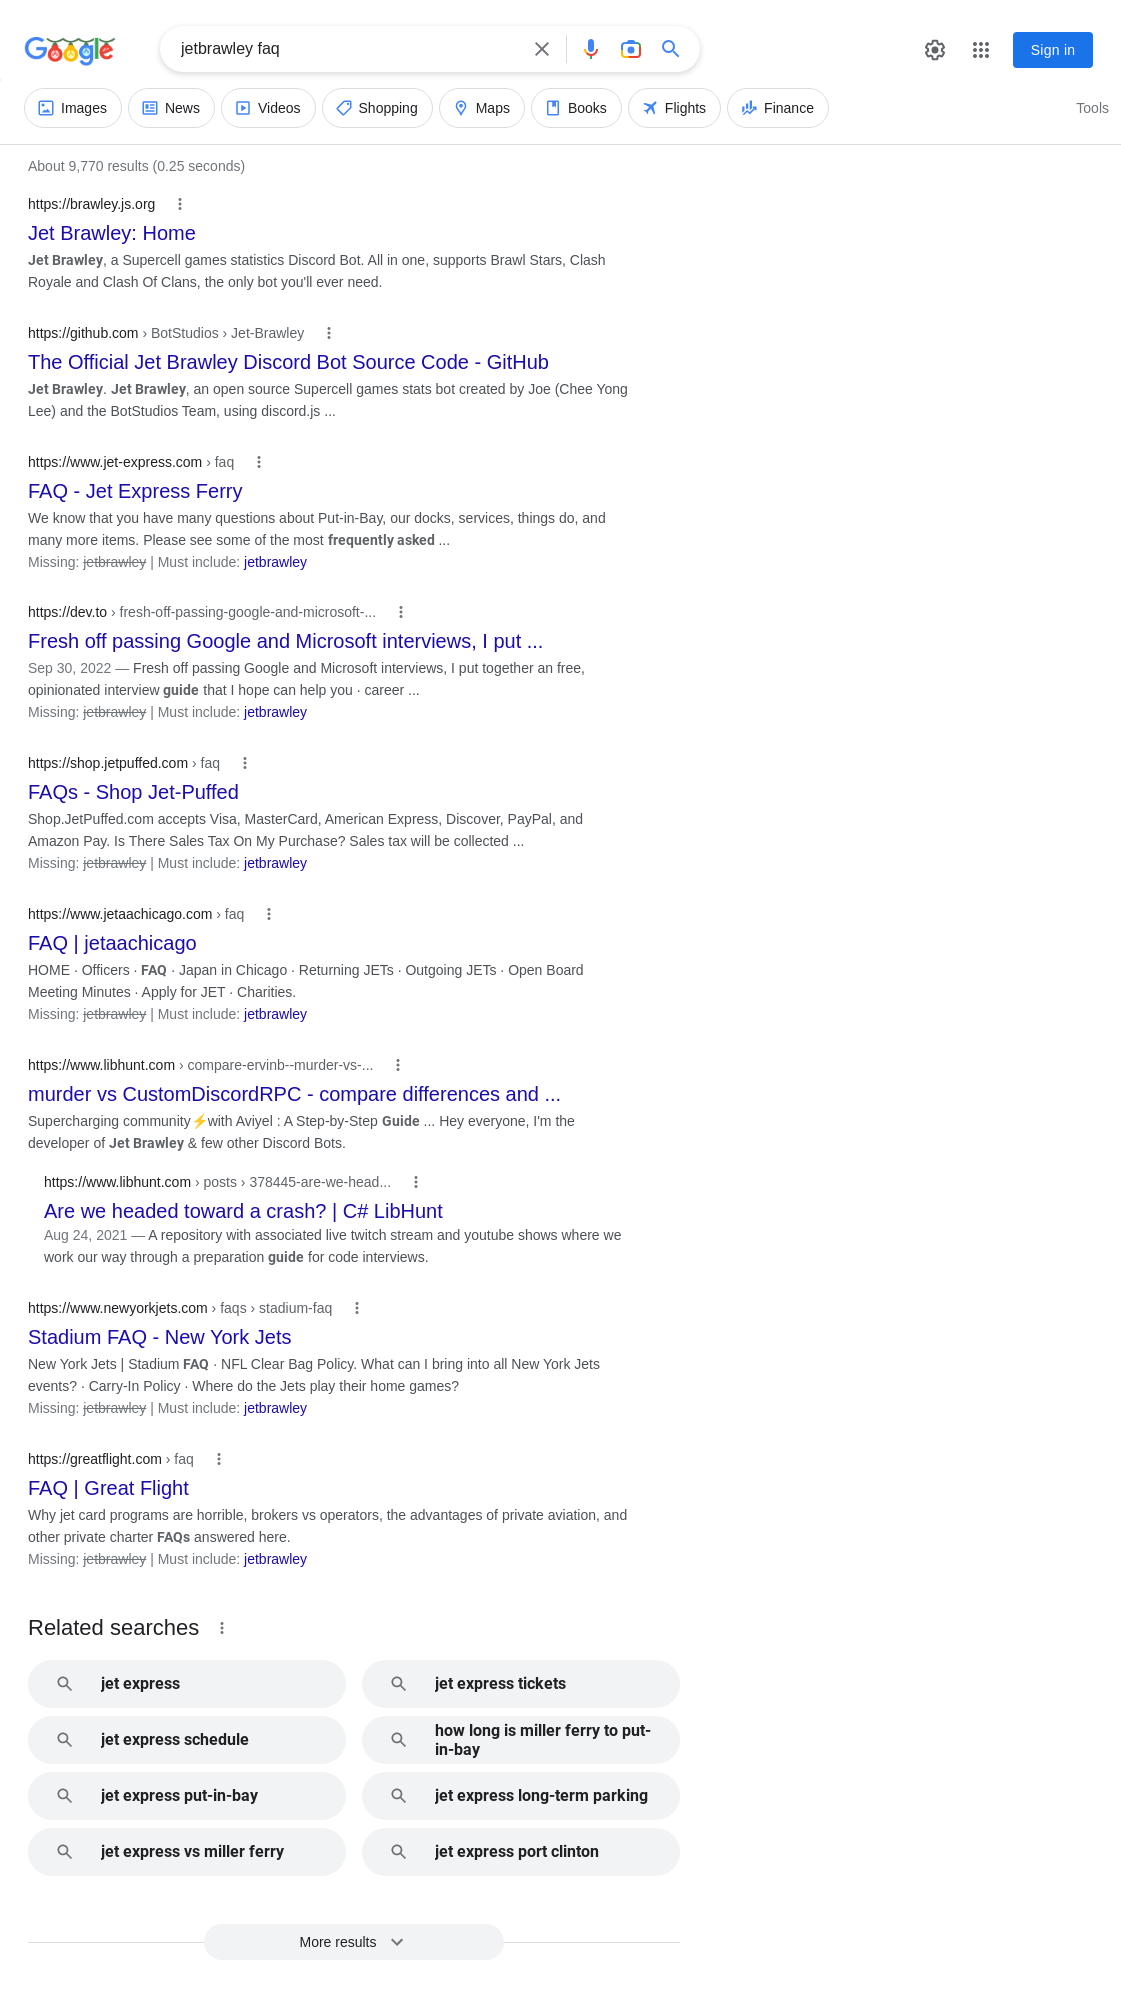 Google
jetbrawley faq
Sign in
Images
News
Videos
Shopping
Maps
Books
Flights
Finance
Tools
About 9,770 results (0.25 seconds)
https://brawley.js.org
Jet Brawley: Home
Jet Brawley, a Supercell games statistics Discord Bot. All in one, supports Brawl Stars, Clash
Royale and Clash Of Clans, the only bot you'll ever need.
https://github.com › BotStudios › Jet-Brawley
The Official Jet Brawley Discord Bot Source Code - GitHub
Jet Brawley. Jet Brawley, an open source Supercell games stats bot created by Joe (Chee Yong
Lee) and the BotStudios Team, using discord.js ...
https://www.jet-express.com › faq
FAQ - Jet Express Ferry
We know that you have many questions about Put-in-Bay, our docks, services, things do, and
many more items. Please see some of the most frequently asked ...
Missing: jetbrawley | Must include: jetbrawley
https://dev.to › fresh-off-passing-google-and-microsoft-...
Fresh off passing Google and Microsoft interviews, I put ...
Sep 30, 2022 — Fresh off passing Google and Microsoft interviews, I put together an free,
opinionated interview guide that I hope can help you · career ...
Missing: jetbrawley | Must include: jetbrawley
https://shop.jetpuffed.com › faq
FAQs - Shop Jet-Puffed
Shop.JetPuffed.com accepts Visa, MasterCard, American Express, Discover, PayPal, and
Amazon Pay. Is There Sales Tax On My Purchase? Sales tax will be collected ...
Missing: jetbrawley | Must include: jetbrawley
https://www.jetaachicago.com › faq
FAQ | jetaachicago
HOME · Officers · FAQ · Japan in Chicago · Returning JETs · Outgoing JETs · Open Board
Meeting Minutes · Apply for JET · Charities.
Missing: jetbrawley | Must include: jetbrawley
https://www.libhunt.com › compare-ervinb--murder-vs-...
murder vs CustomDiscordRPC - compare differences and ...
Supercharging community⚡with Aviyel : A Step-by-Step Guide ... Hey everyone, I'm the
developer of Jet Brawley & few other Discord Bots.
https://www.libhunt.com › posts › 378445-are-we-head...
Are we headed toward a crash? | C# LibHunt
Aug 24, 2021 — A repository with associated live twitch stream and youtube shows where we
work our way through a preparation guide for code interviews.
https://www.newyorkjets.com › faqs › stadium-faq
Stadium FAQ - New York Jets
New York Jets | Stadium FAQ · NFL Clear Bag Policy. What can I bring into all New York Jets
events? · Carry-In Policy · Where do the Jets play their home games?
Missing: jetbrawley | Must include: jetbrawley
https://greatflight.com › faq
FAQ | Great Flight
Why jet card programs are horrible, brokers vs operators, the advantages of private aviation, and
other private charter FAQs answered here.
Missing: jetbrawley | Must include: jetbrawley
Related searches
jet express
jet express tickets
jet express schedule
how long is miller ferry to put-
in-bay
jet express put-in-bay
jet express long-term parking
jet express vs miller ferry
jet express port clinton
More results